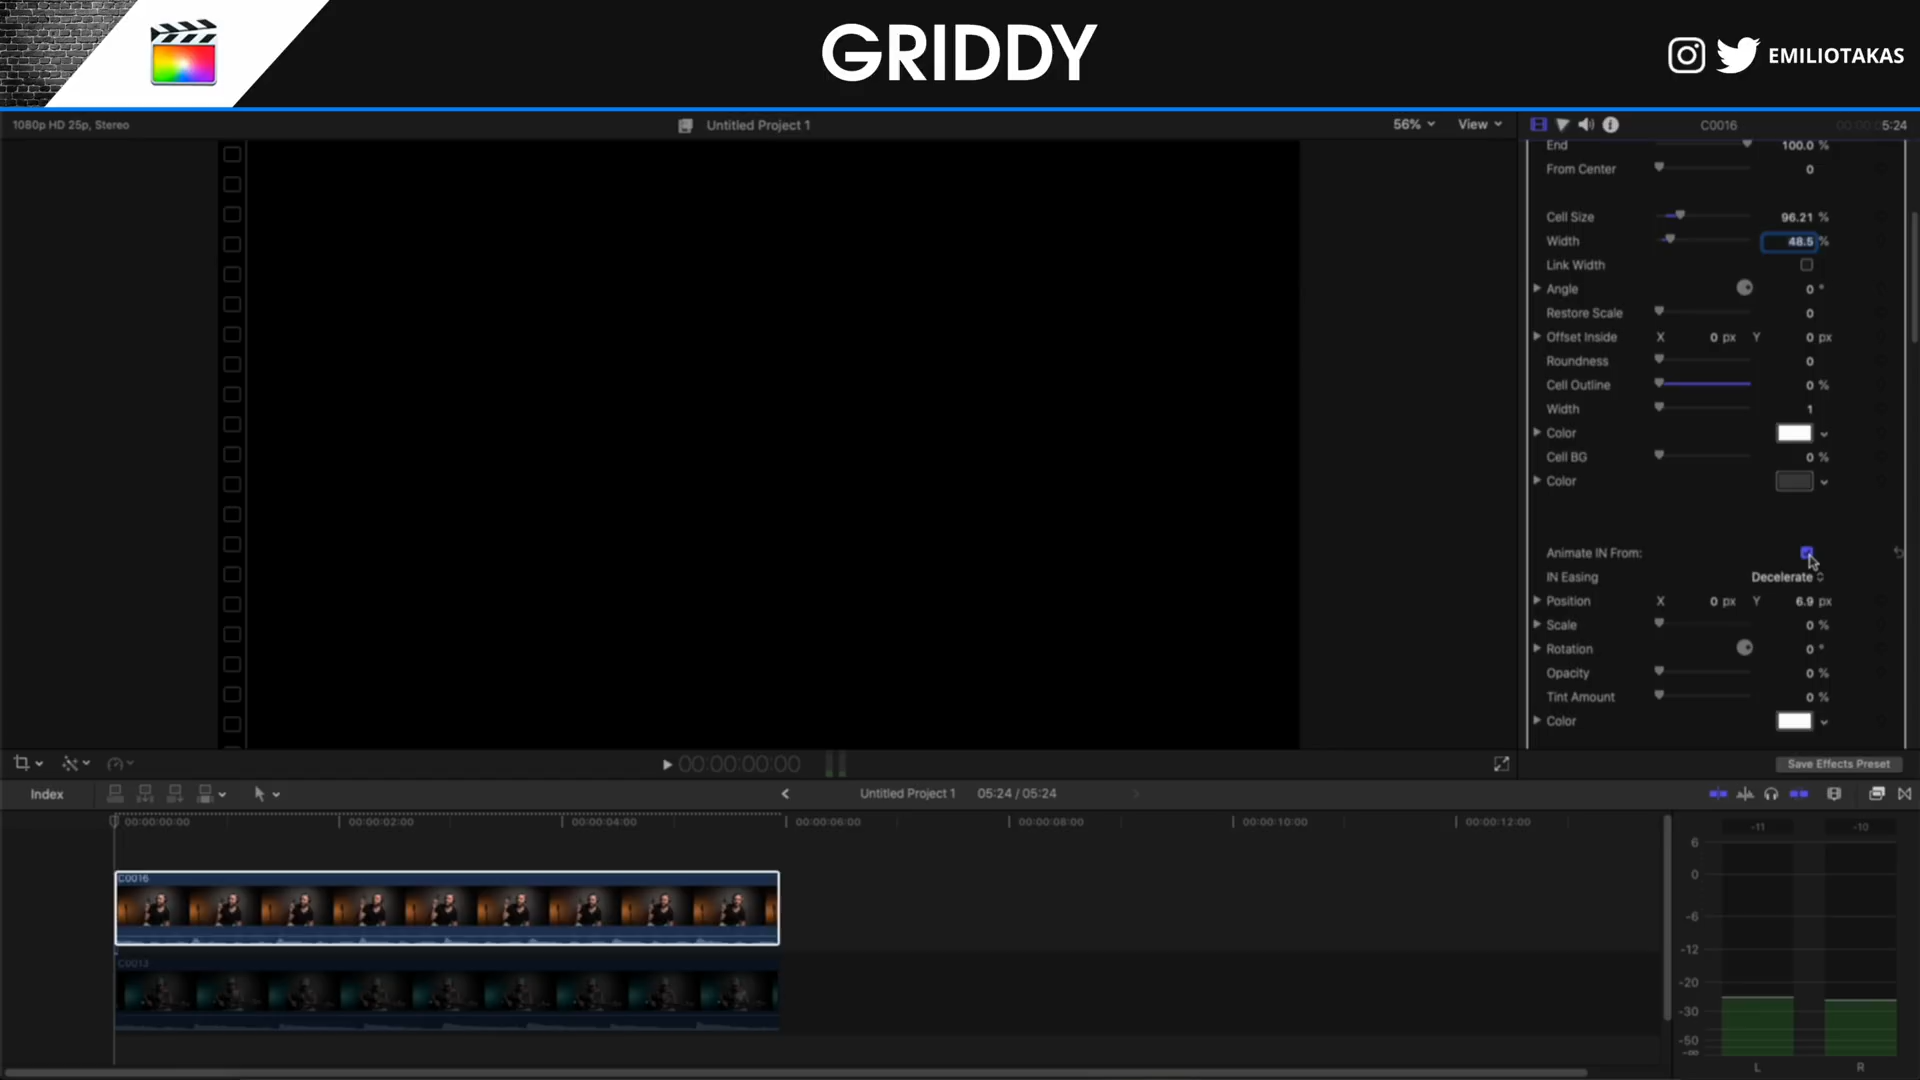 GRIDDY
EMILIOTAKAS
1080p HD 25p, Stereo
Untitled Project 1
56%
View
C0016
5:24
End
100.0 %
From Center
0
Cell Size
96.21 %
Width
48.5 %
Link Width
Angle
0 °
Restore Scale
0
Offset Inside X 0 px Y 0 px
Roundness
0
Cell Outline
0 %
Width
1
Color
Cell BG
0 %
Color
Animate IN From:
IN Easing
Decelerate
Position X 0 px Y 6.9 px
Scale
0 %
Rotation
0 °
Opacity
0 %
Tint Amount
0 %
Color
00:00:00:00
Save Effects Preset
Index
Untitled Project 1
05:24 / 05:24
00:00:00:00
00:00:02:00
00:00:04:00
00:00:06:00
00:00:08:00
00:00:10:00
00:00:12:00
C0016
C0013
-11
-10
6
0
-6
-12
-20
-30
-50
-∞
-∞
L
R